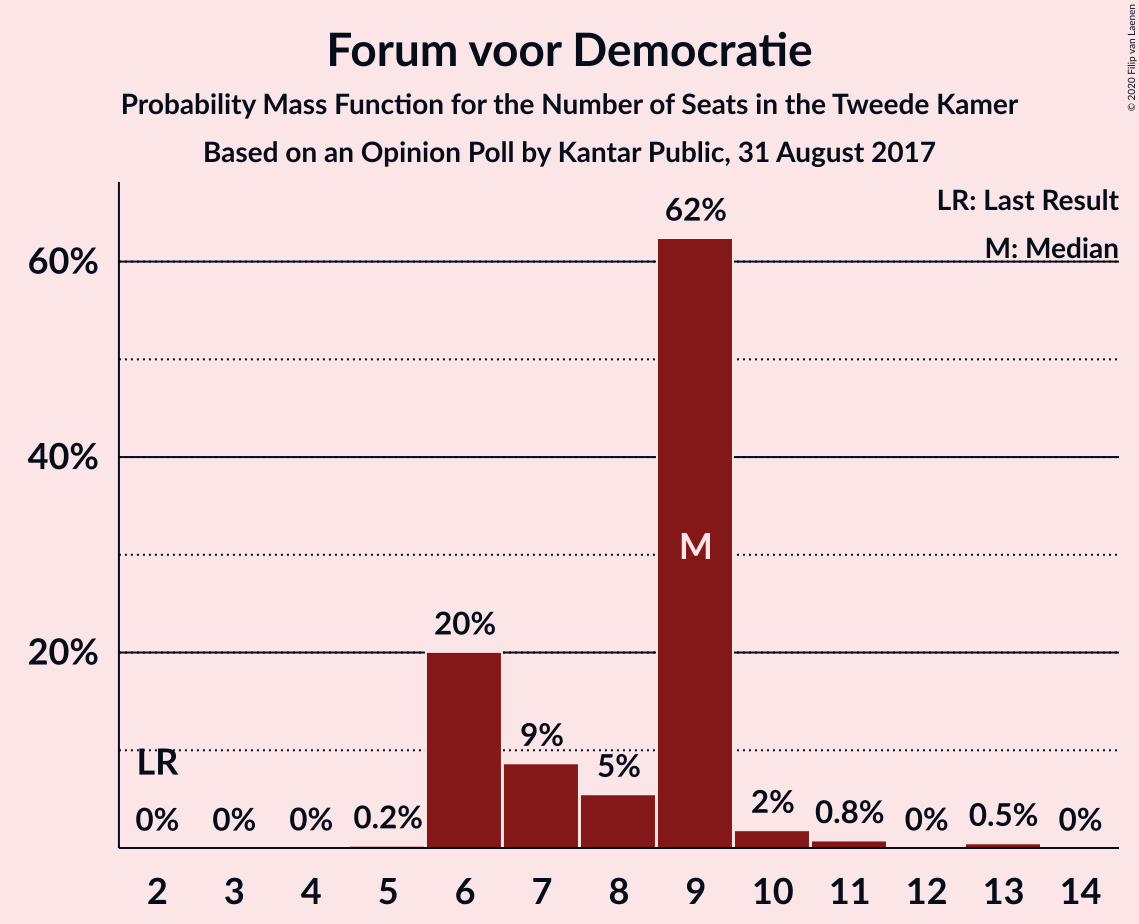 Forum voor Democratie
Probability Mass Function for the Number of Seats in the Tweede Kamer
Based on an Opinion Poll by Kantar Public, 31 August 2017
© 2020 Filip van Laenen
LR: Last Result
M: Median
62%
60%
40%
M
20%
20%
9%
5%
LR
0% 0% 0% 0.2% 2% 0.8% 0% 0.5% 0%
2 3 4 5 6 7 8 9 10 11 12 13 14